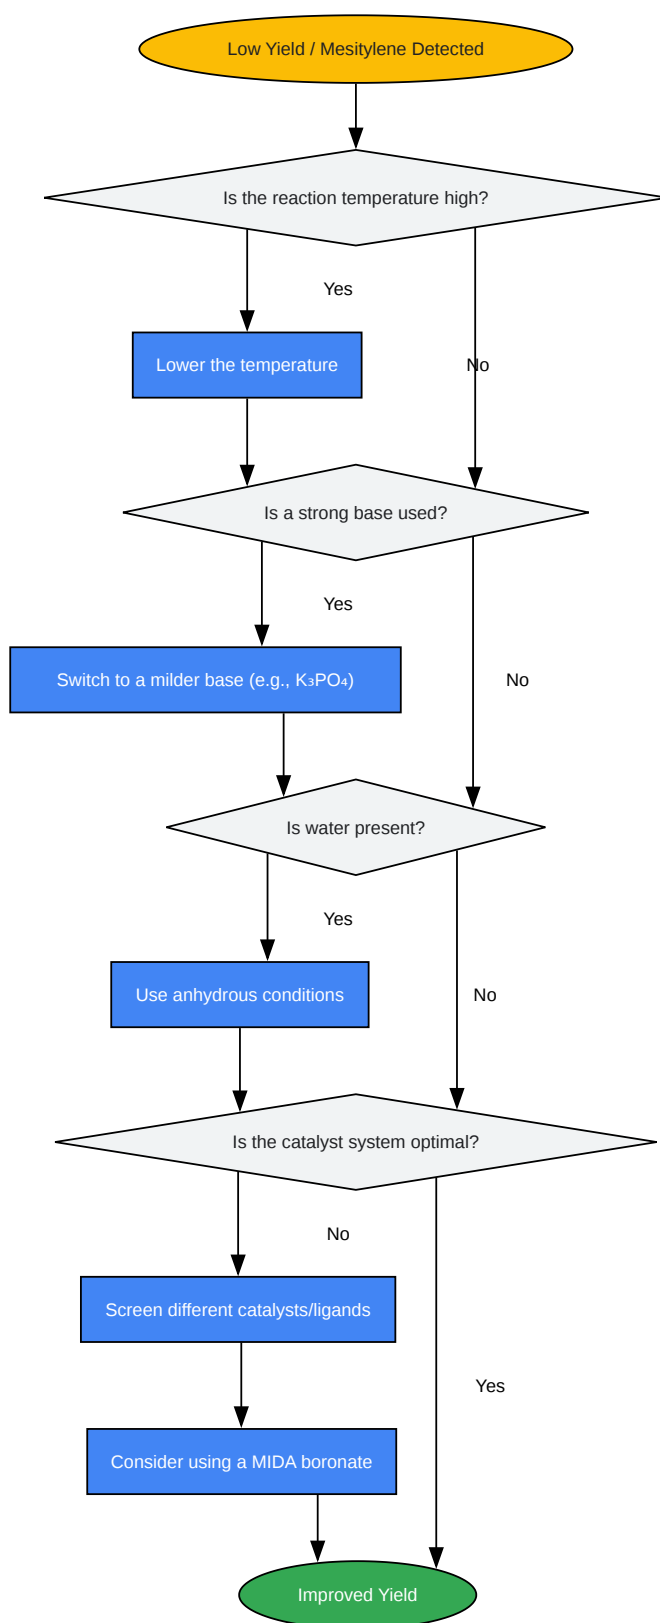 Low Yield / Mesitylene Detected
Is the reaction temperature high?
Yes
Lower the temperature
No
Is a strong base used?
Yes
Switch to a milder base (e.g., K₃PO₄)
No
Is water present?
Yes
Use anhydrous conditions
No
Is the catalyst system optimal?
No
Screen different catalysts/ligands
Yes
Consider using a MIDA boronate
Improved Yield